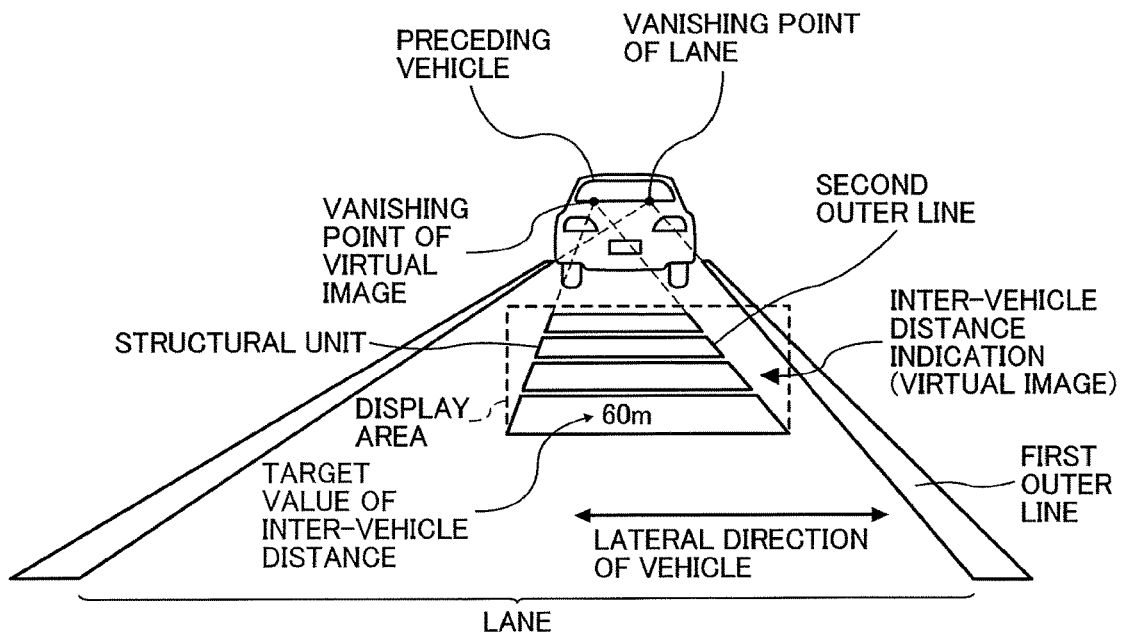 PRECEDING
VEHICLE
VANISHING POINT
OF LANE
SECOND
OUTER LINE
VANISHING
POINT OF
VIRTUAL
IMAGE
INTER-VEHICLE
DISTANCE
INDICATION
(VIRTUAL IMAGE)
STRUCTURAL UNIT
DISPLAY
AREA
60m
TARGET
VALUE OF
INTER-VEHICLE
DISTANCE
FIRST
OUTER
LINE
LATERAL DIRECTION
OF VEHICLE
LANE